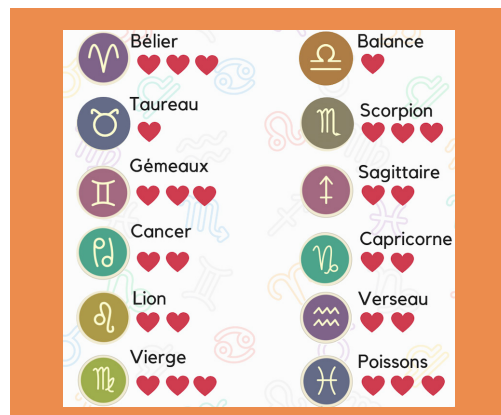 Bélier
Taureau
Gémeaux
Cancer
Lion
Vierge
Balance
Scorpion
Sagittaire
Capricorne
Verseau
Poissons